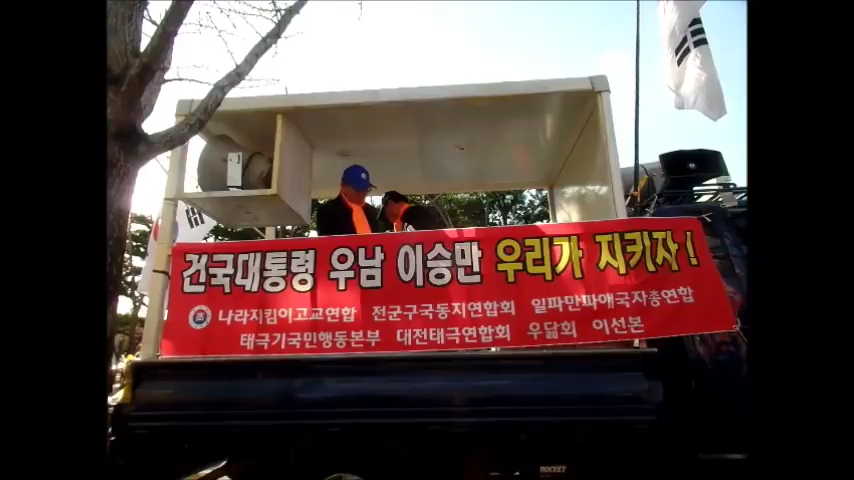 건국대통령 우남 이승만 우리가 지키자!
나라지킴이고교연합 전군구국동지연합회 일파만파애국자총연합
태극기국민행동본부 대전태극연합회 우닮회 이선본
ROCKET